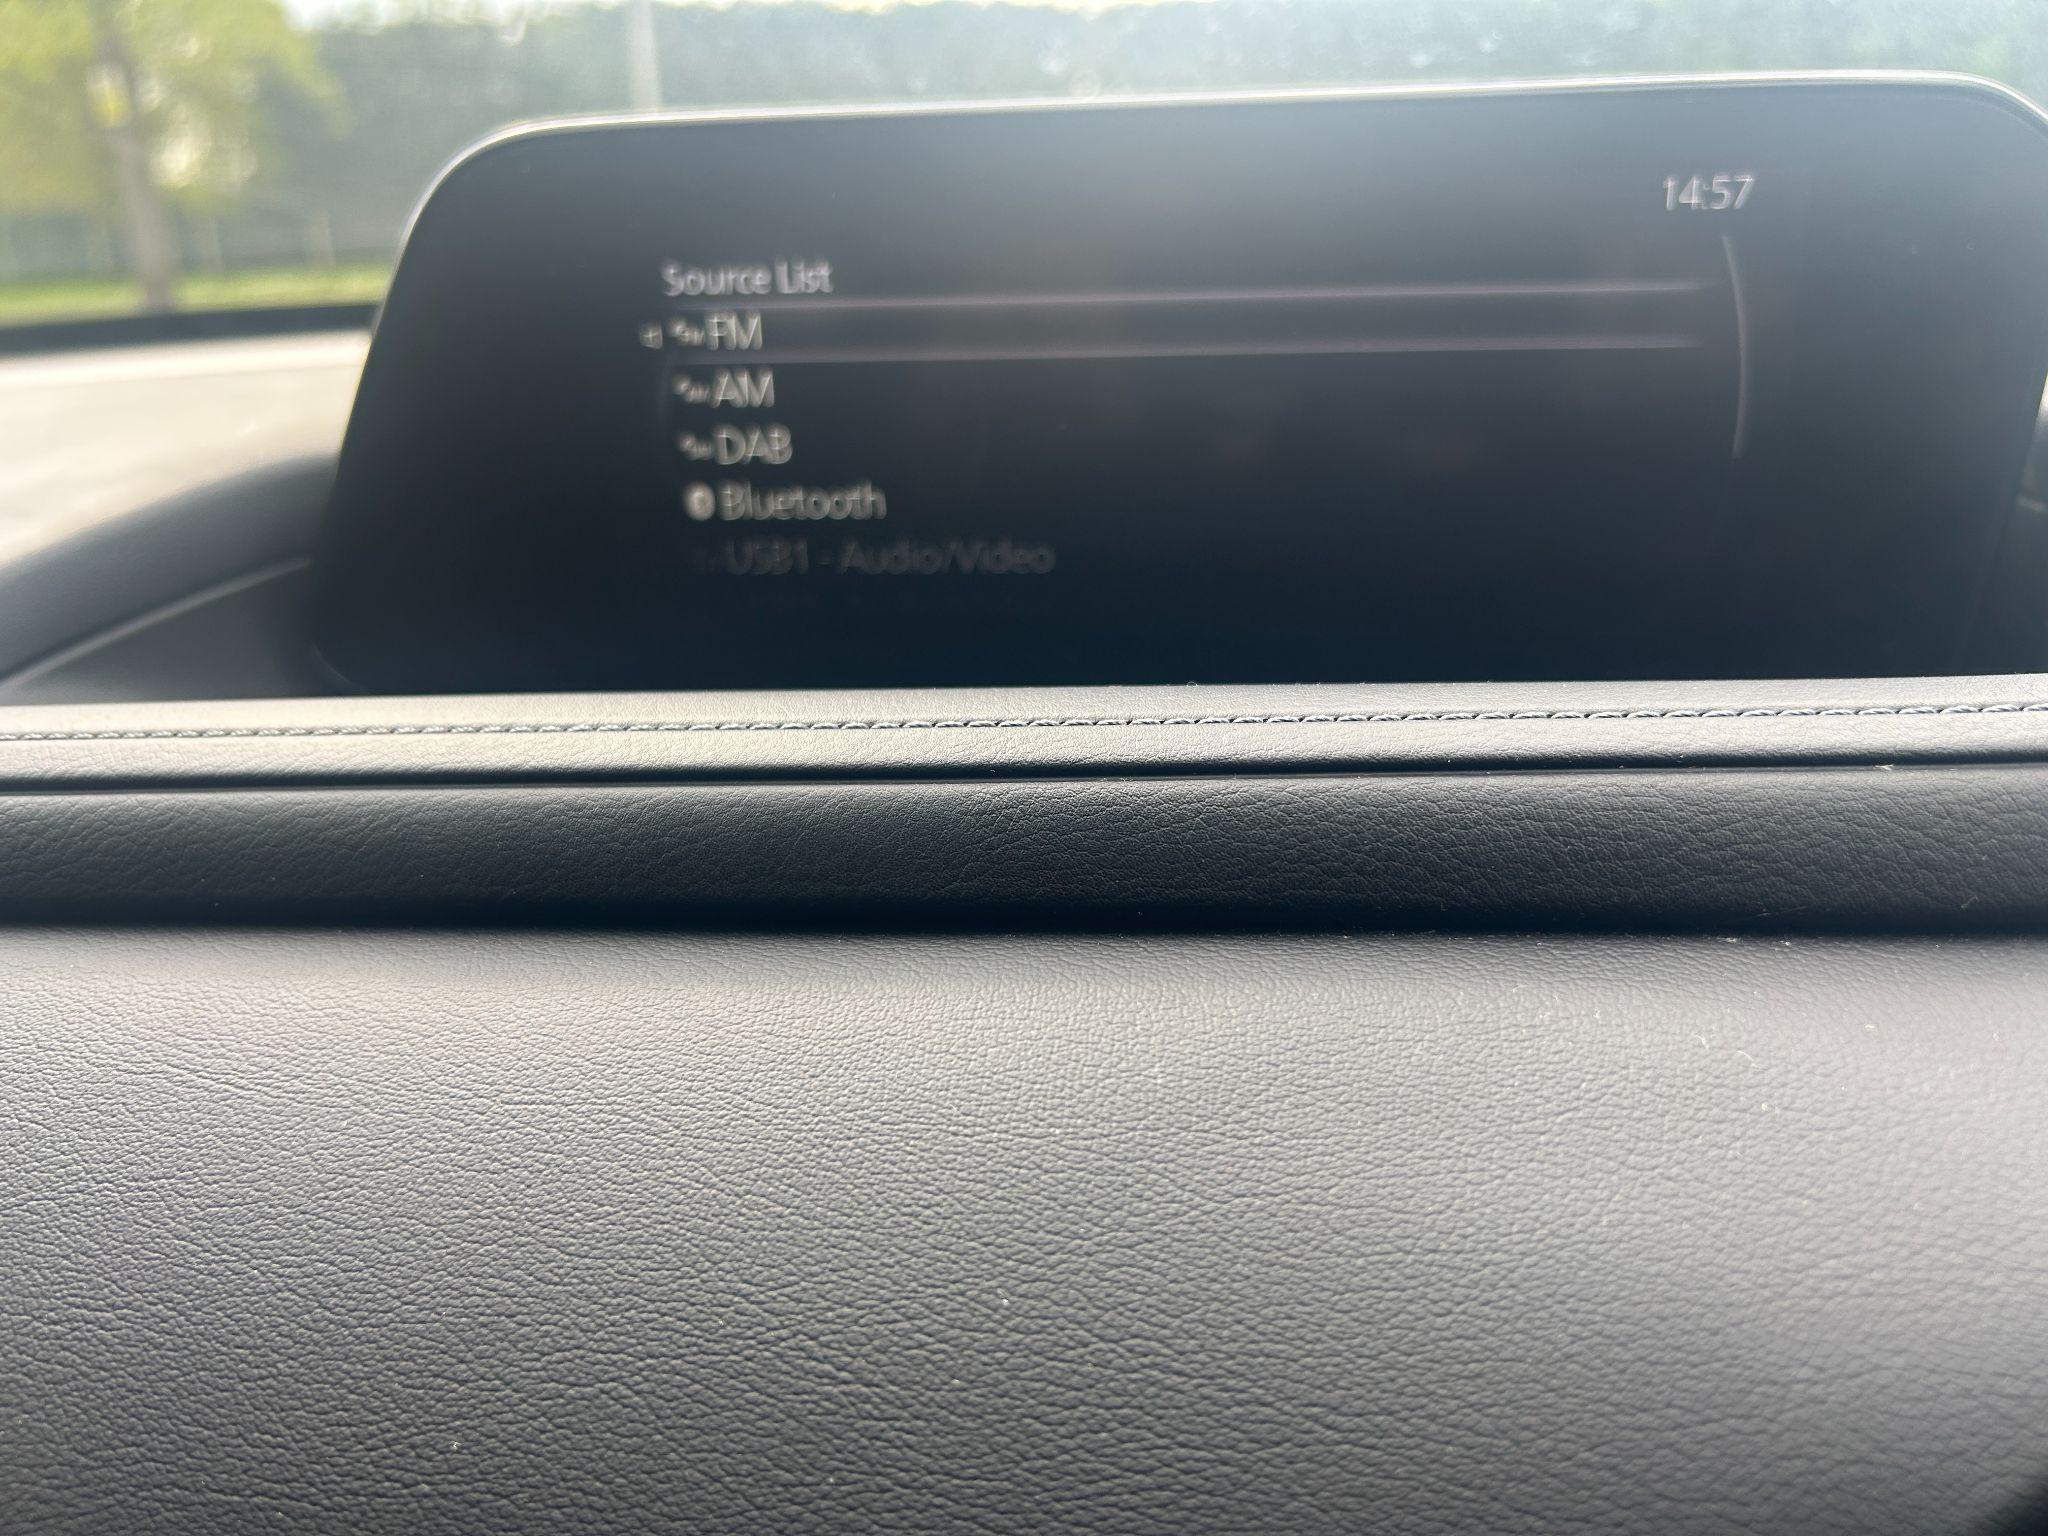 14:57
Source List
FM
AM
DAB
Bluetooth
USB1 - Audio/Video